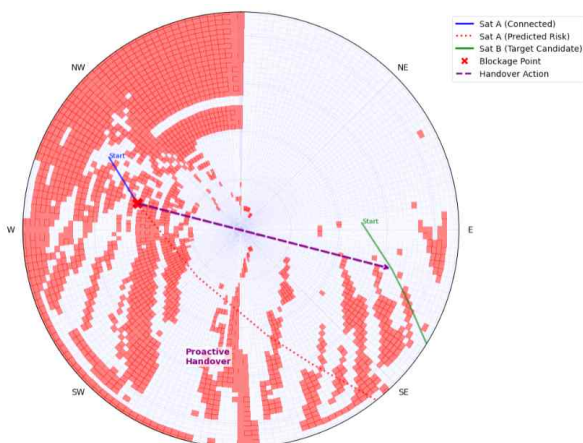 Sat A (Connected)
Sat A (Predicted Risk)
Sat B (Target Candidate)
Blockage Point
Handover Action
NW
NE
Start
W
Start
E
Proactive
Handover
SW
SE